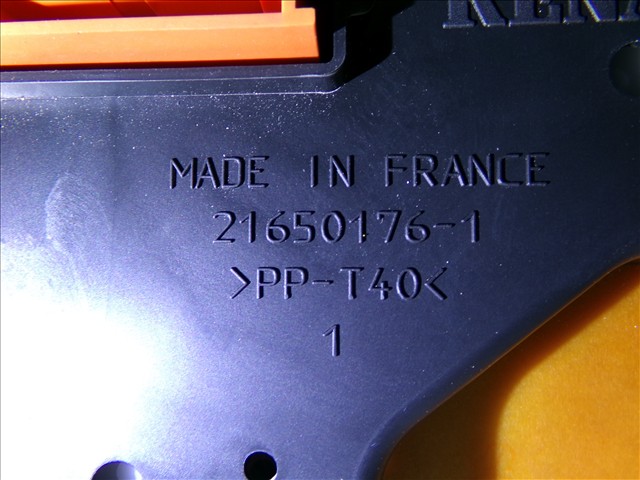 MADE IN FRANCE
21650176-1
>PP-T40<
1